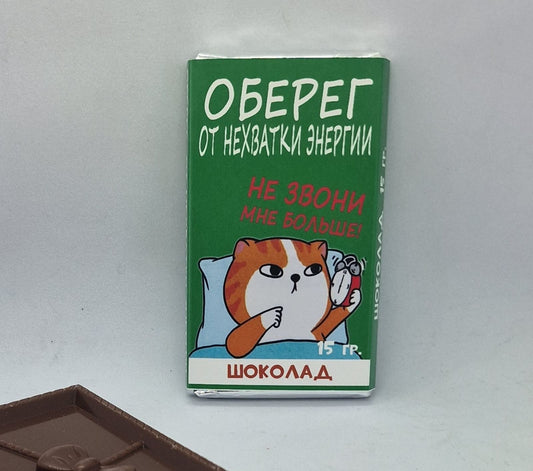 ОБЕРЕГ
ОТ НЕХВАТКИ ЭНЕРГИИ
НЕ ЗВОНИ
МНЕ БОЛЬШЕ!
15 ГР.
ШОКОЛАД
ШОКОЛАД 15 ГР.